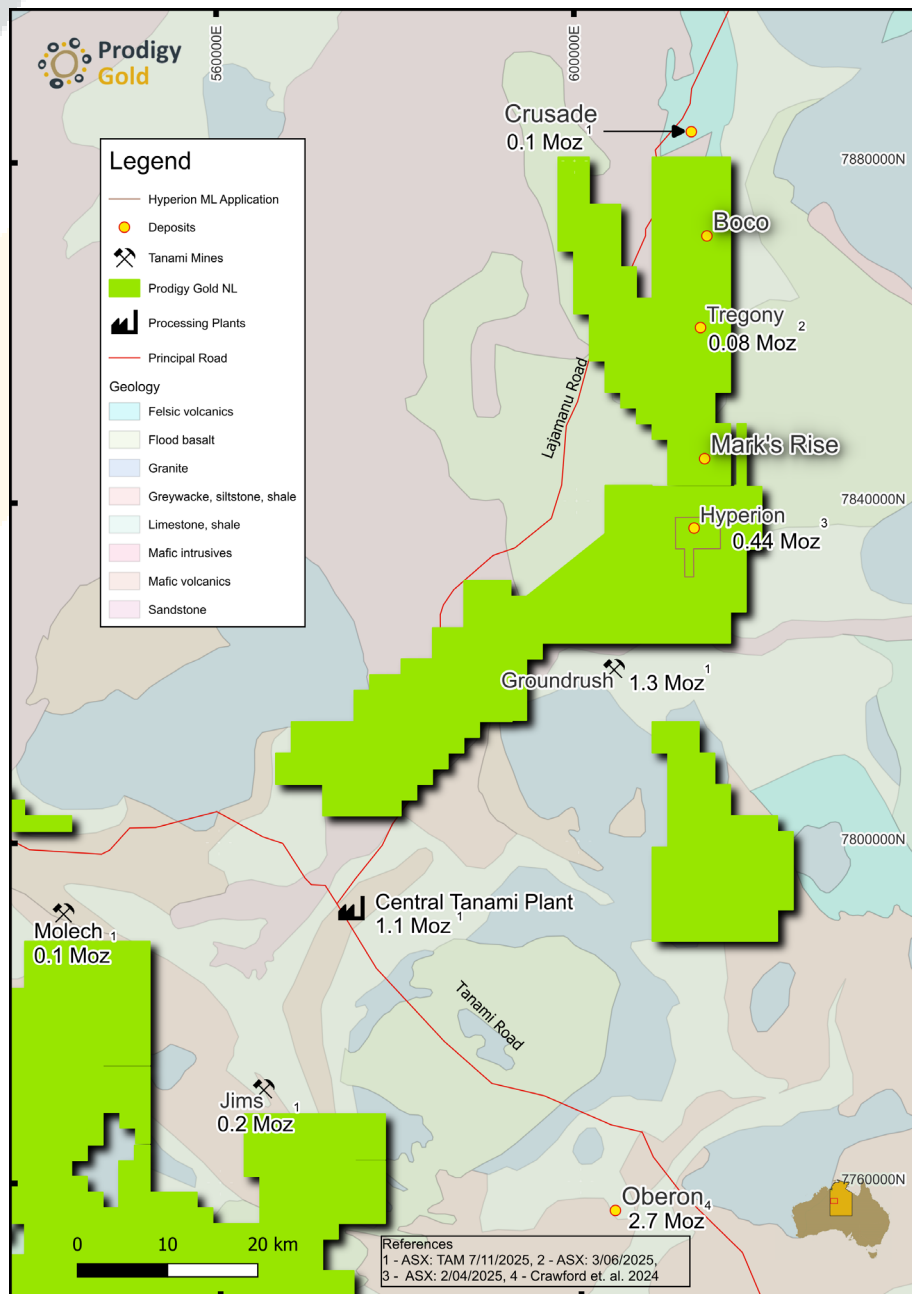 Prodigy
Gold
560000E
600000E
Crusade
0.1 Moz 1
7880000N
Legend
Hyperion ML Application
Deposits
Tanami Mines
Prodigy Gold NL
Processing Plants
Principal Road
Geology
Felsic volcanics
Flood basalt
Granite
Greywacke, siltstone, shale
Limestone, shale
Mafic intrusives
Mafic volcanics
Sandstone
Boco
Tregony 2
0.08 Moz
Lajamanu Road
Mark's Rise
7840000N
Hyperion 3
0.44 Moz
Groundrush 1.3 Moz 1
7800000N
Central Tanami Plant
1.1 Moz 1
Molech 1
0.1 Moz
Tanami Road
Jims 1
0.2 Moz
7760000N
Oberon 4
2.7 Moz
0 10 20 km
References
1 - ASX: TAM 7/11/2025, 2 - ASX: 3/06/2025,
3 - ASX: 2/04/2025, 4 - Crawford et. al. 2024